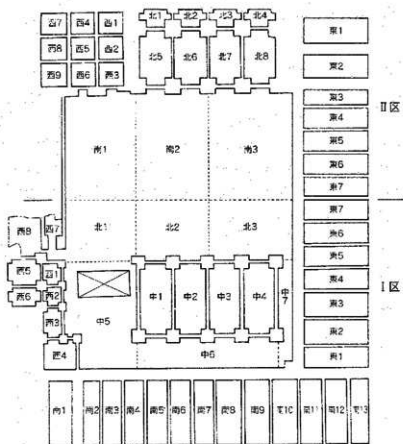 西7 西4 西1 北1 北2 北3 北4 東1
西8 西5 西2 北5 北6 北7 北8 東2
西9 西6 西3 東3
東4
II区
南1 南2 南3 東5
東6
東7
東7
西8 西7 北1 北2 北3 東6
西5 西1 東5
I区
西6 西2 中1 中2 中3 中4 中7 東4
西3 中5 東3
東2
西4 中6 東1
南1 南2 南3 南4 南5 南6 南7 南8 南9 南10 南11 南12 南13